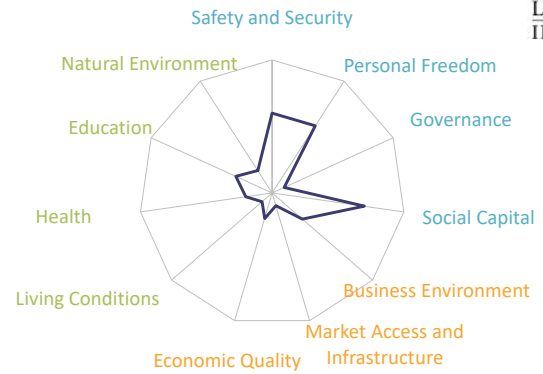 Safety and Security
Natural Environment
Personal Freedom
Education
Governance
Health
Social Capital
Living Conditions
Business Environment
Market Access and
Infrastructure
Economic Quality